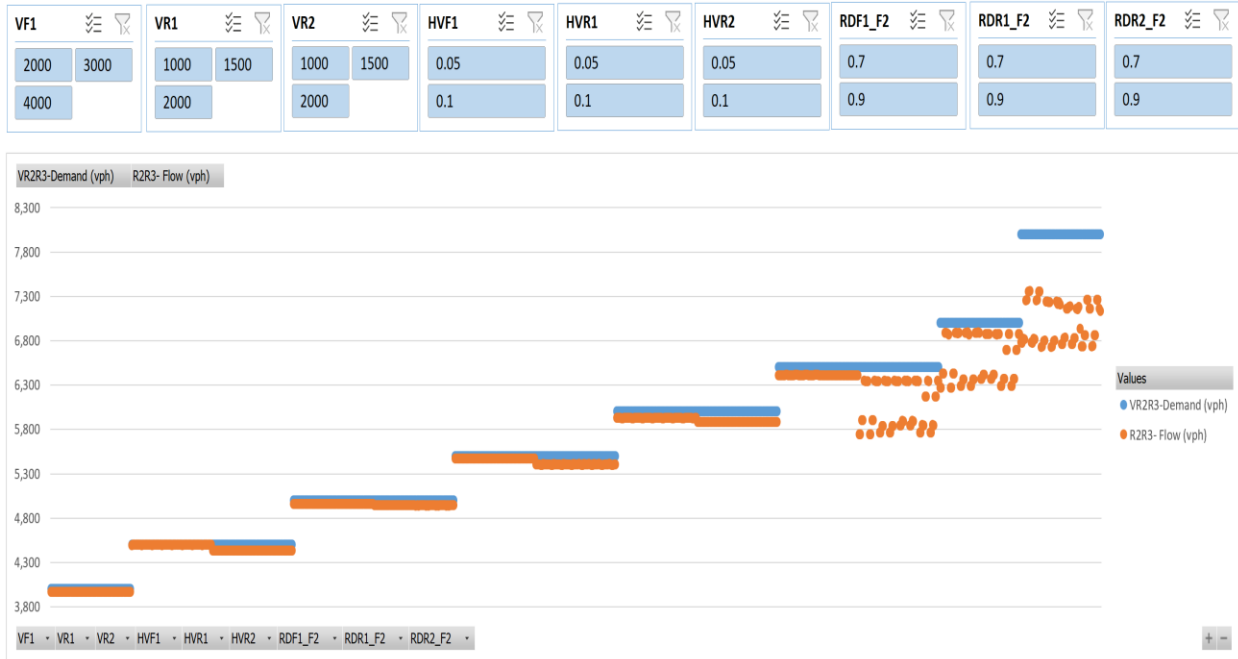 VF1 VR1 VR2 HVF1 HVR1 HVR2 RDF1_F2 RDR1_F2 RDR2_F2
2000 3000 1000 1500 1000 1500 0.05 0.05 0.05 0.7 0.7 0.7
4000 2000 2000 0.1 0.1 0.1 0.9 0.9 0.9
VR2R3-Demand (vph) R2R3- Flow (vph)
8,300
7,800
7,300
6,800
6,300
5,800
5,300
4,800
4,300
3,800
Values
VR2R3-Demand (vph)
R2R3- Flow (vph)
VF1 VR1 VR2 HVF1 HVR1 HVR2 RDF1_F2 RDR1_F2 RDR2_F2
+ −